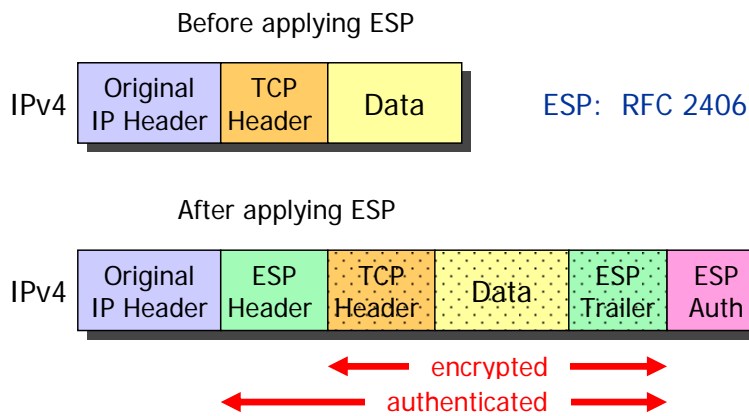 Before applying ESP
IPv4
Original
IP Header
TCP
Header
Data
ESP: RFC 2406
After applying ESP
IPv4
Original
IP Header
ESP
Header
TCP
Header
Data
ESP
Trailer
ESP
Auth
encrypted
authenticated